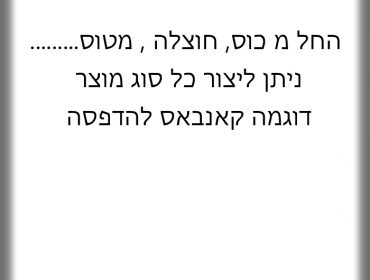 החל מ כוס, חוצלה , מטוס.........
ניתן ליצור כל סוג מוצר
דוגמה קאנבאס להדפסה